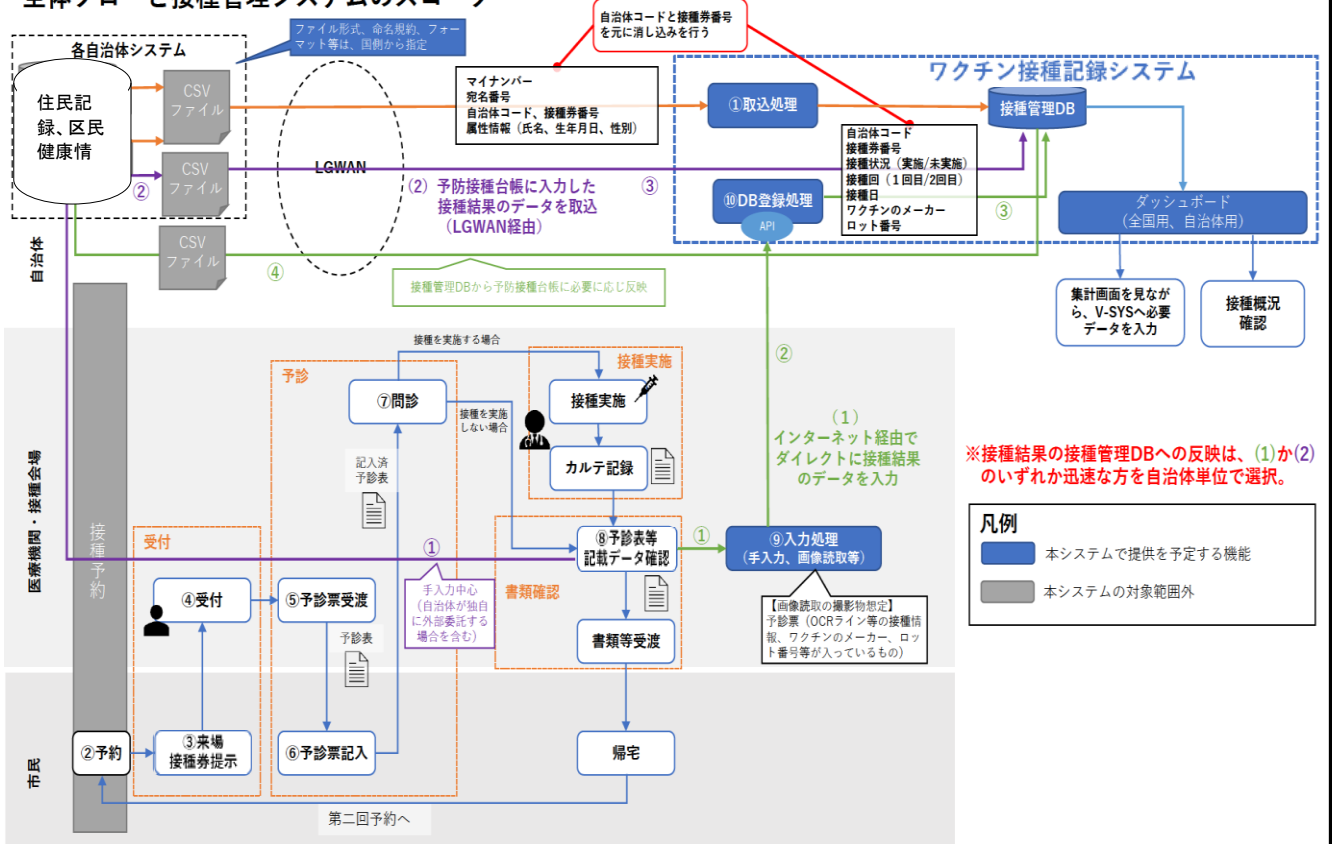 全体フローと接種管理システムのスコープ
自治体コードと接種券番号
を元に消し込みを行う
ファイル形式、命名規約、フォー
マット等は、国側から指定
各自治体システム
住民記
録、区民
健康情
CSV
ファイル
CSV
ファイル
②
CSV
ファイル
LGWAN
マイナンバー
宛名番号
自治体コード、接種券番号
属性情報（氏名、生年月日、性別）
ワクチン接種記録システム
①取込処理
接種管理DB
自治体コード
接種券番号
接種状況（実施/未実施）
接種回（１回目/2回目）
接種日
ワクチンのメーカー
ロット番号
（2）予防接種台帳に入力した
接種結果のデータを取込
（LGWAN経由）
③
⑩DB登録処理
API
③
ダッシュボード
（全国用、自治体用）
自治体
④
接種管理DBから予防接種台帳に必要に応じ反映
集計画面を見なが
ら、V-SYSへ必要
データを入力
接種概況
確認
医療機関・接種会場
接種予約
接種を実施する場合
予診
⑦問診
接種を実施
しない場合
接種実施
接種実施
カルテ記録
②
（1）
インターネット経由で
ダイレクトに接種結果
のデータを入力
※接種結果の接種管理DBへの反映は、(1)か(2)
のいずれか迅速な方を自治体単位で選択。
記入済
予診表
凡例
本システムで提供を予定する機能
本システムの対象範囲外
受付
④受付
⑤予診票受渡
予診表
①
手入力中心
（自治体が独自
に外部委託する
場合を含む）
⑧予診表等
記載データ確認
①
⑨入力処理
（手入力、画像読取等）
書類確認
書類等受渡
【画像読取の撮影物想定】
予診票（OCRライン等の接種情
報、ワクチンのメーカー、ロッ
ト番号等が入っているもの）
市民
②予約
③来場
接種券提示
⑥予診票記入
帰宅
第二回予約へ